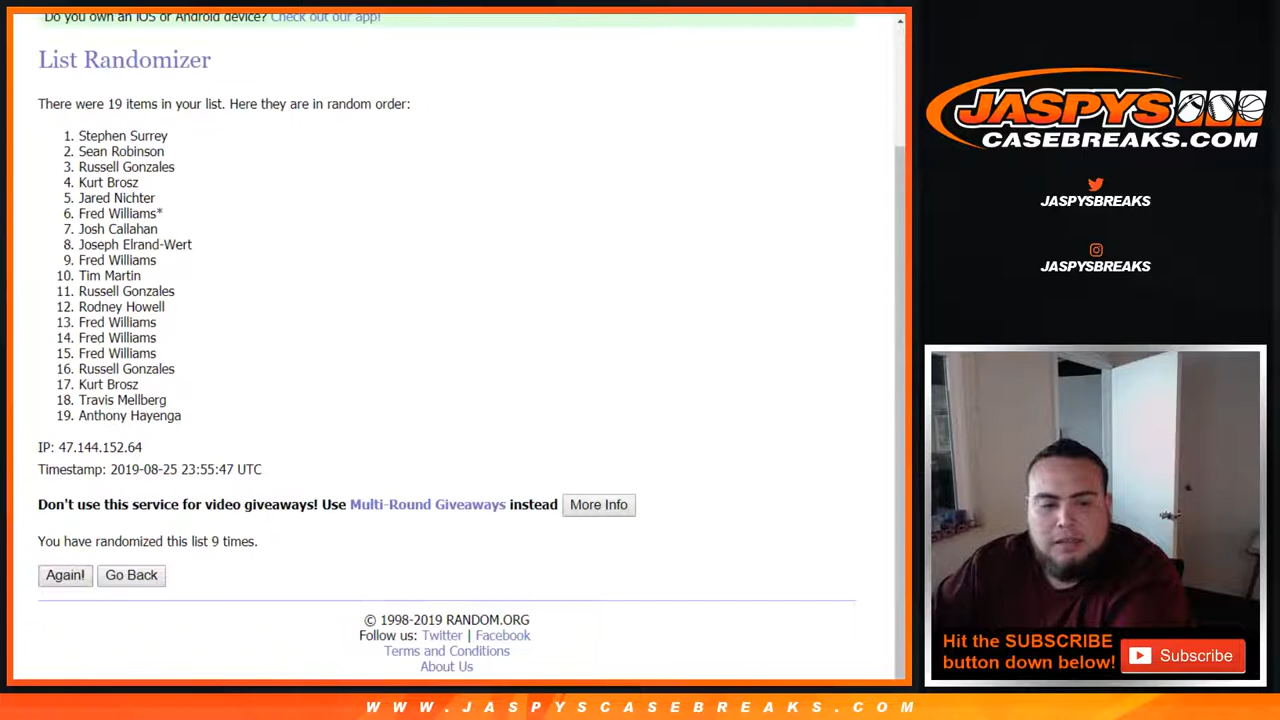 Do you own an iOS or Android device? Check out our app!
List Randomizer
There were 19 items in your list. Here they are in random order:
1. Stephen Surrey
2. Sean Robinson
3. Russell Gonzales
4. Kurt Brosz
5. Jared Nichter
6. Fred Williams*
7. Josh Callahan
8. Joseph Elrand-Wert
9. Fred Williams
10. Tim Martin
11. Russell Gonzales
12. Rodney Howell
13. Fred Williams
14. Fred Williams
15. Fred Williams
16. Russell Gonzales
17. Kurt Brosz
18. Travis Mellberg
19. Anthony Hayenga
IP: 47.144.152.64
Timestamp: 2019-08-25 23:55:47 UTC
Don't use this service for video giveaways! Use Multi-Round Giveaways instead More Info
You have randomized this list 9 times.
Again! Go Back
© 1998-2019 RANDOM.ORG
Follow us: Twitter | Facebook
Terms and Conditions
About Us
JASPYS
CASEBREAKS.COM
JASPYSBREAKS
JASPYSBREAKS
Hit the SUBSCRIBE
button down below!
Subscribe
WWW.JASPYSCASEBREAKS.COM